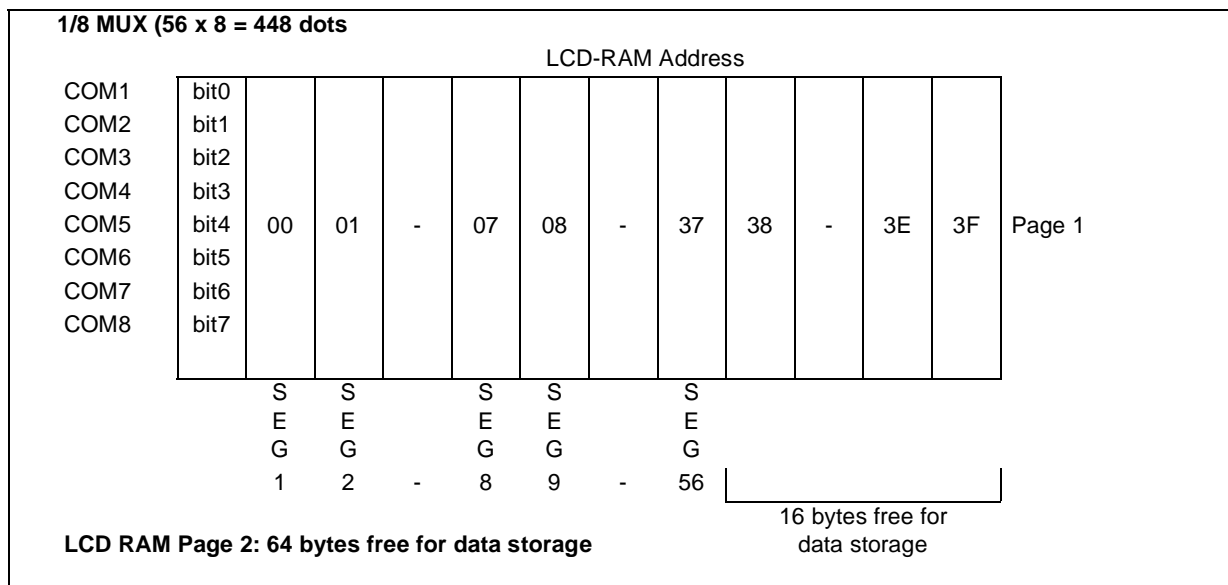 1/8 MUX (56 x 8 = 448 dots
LCD-RAM Address
COM1 bit0
COM2 bit1
COM3 bit2
COM4 bit3
COM5 bit4 00 01 - 07 08 - 37 38 - 3E 3F Page 1
COM6 bit5
COM7 bit6
COM8 bit7
S S S S S
E E E E E
G G G G G
1 2 - 8 9 - 56
16 bytes free for
LCD RAM Page 2: 64 bytes free for data storage data storage